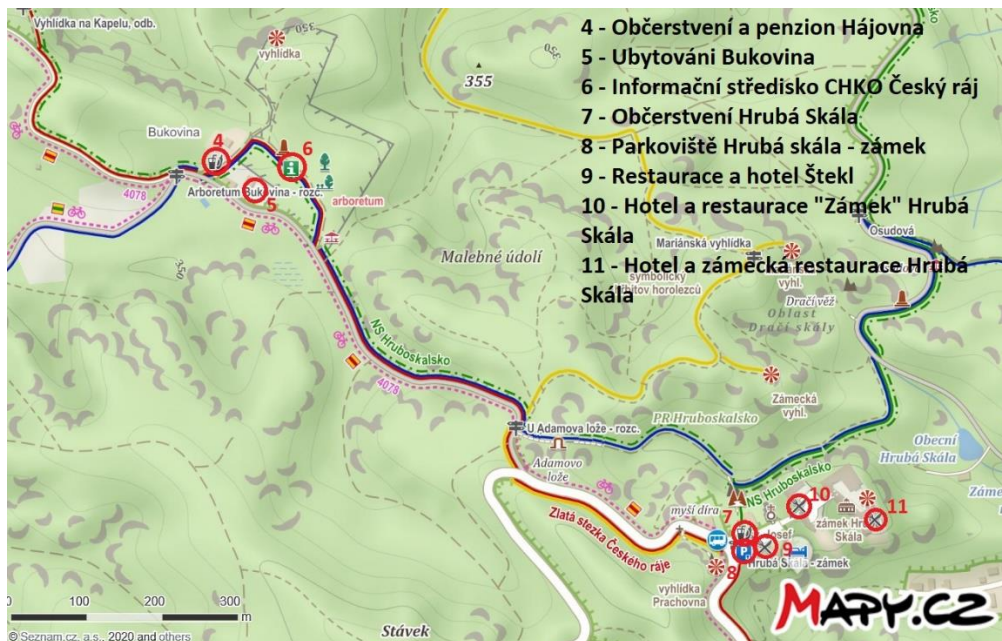 Vyhlídka na Kapelu, odb.
350
vyhlídka
350
355
4 - Občerstvení a penzion Hájovna
5 - Ubytováni Bukovina
6 - Informační středisko CHKO Český ráj
7 - Občerstvení Hrubá Skála
8 - Parkoviště Hrubá skála - zámek
9 - Restaurace a hotel Štekl
10 - Hotel a restaurace "Zámek" Hrubá
Skála
11 - Hotel a zámecká restaurace Hrubá
Skála
Bukovina
4
6
4078
Arboretum Bukovina - rozc.
5
arboretum
350
Malebné údolí
Osudová
Mariánská vyhlídka
vyhl.
symbolický
hřbitov horolezců
Dračí věž
Oblast
Dračí skály
NS Hruboskalsko
4078
Zámecká
vyhl.
PR Hruboskalsko
U Adamova lože - rozc.
Adamovo
lože
Obecní
Hrubá Skála
NS Hruboskalsko
Zlatá stezka Českého ráje
myší díra
7
10
11
zámek Hrubá
Skála
9
8
Hrubá Skála - zámek
vyhlídka
Prachovna
0 100 200 300
m
Stávek
MAPY.CZ
© Seznam.cz, a.s., 2020 and others